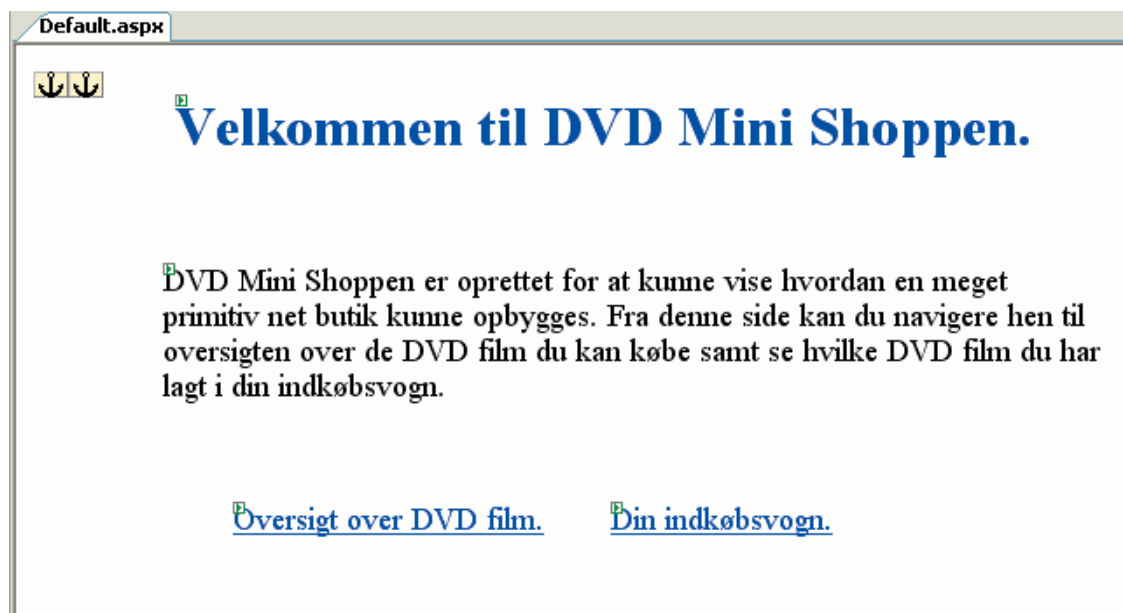 Default.aspx
Velkommen til DVD Mini Shoppen.
DVD Mini Shoppen er oprettet for at kunne vise hvordan en meget
primitiv net butik kunne opbygges. Fra denne side kan du navigere hen til
oversigten over de DVD film du kan købe samt se hvilke DVD film du har
lagt i din indkøbsvogn.
Oversigt over DVD film. Din indkøbsvogn.